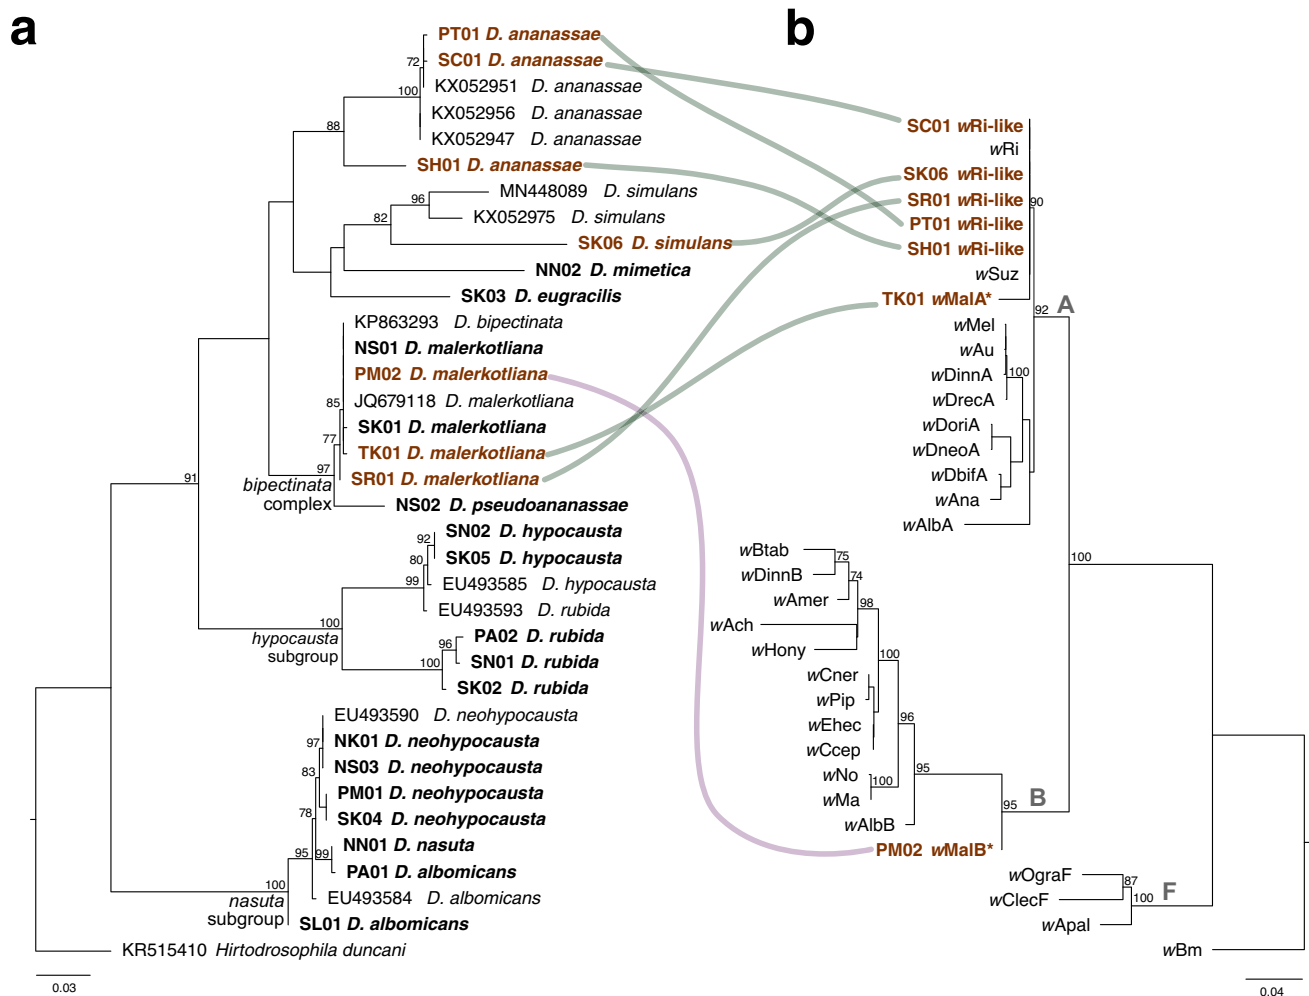 a
PT01 D. ananassae
72
SC01 D. ananassae
KX052951 D. ananassae
100
KX052956 D. ananassae
88
KX052947 D. ananassae
SH01 D. ananassae
MN448089 D. simulans
96
KX052975 D. simulans
82
SK06 D. simulans
NN02 D. mimetica
SK03 D. eugracilis
KP863293 D. bipectinata
NS01 D. malerkotliana
PM02 D. malerkotliana
85
JQ679118 D. malerkotliana
SK01 D. malerkotliana
77
TK01 D. malerkotliana
97
SR01 D. malerkotliana
91
bipectinata
complex
NS02 D. pseudoananassae
SN02 D. hypocausta
92
SK05 D. hypocausta
80
99
EU493585 D. hypocausta
EU493593 D. rubida
100
hypocausta
subgroup
PA02 D. rubida
96
100
SN01 D. rubida
SK02 D. rubida
EU493590 D. neohypocausta
97
NK01 D. neohypocausta
NS03 D. neohypocausta
83
PM01 D. neohypocausta
78
SK04 D. neohypocausta
NN01 D. nasuta
95
99
PA01 D. albomicans
100
nasuta
subgroup
EU493584 D. albomicans
SL01 D. albomicans
KR515410 Hirtodrosophila duncani
0.03
b
SC01 wRi-like
wRi
SK06 wRi-like
SR01 wRi-like
90
PT01 wRi-like
SH01 wRi-like
wSuz
TK01 wMalA*
92
A
wMel
wAu
wDinnA
100
wDrecA
wDoriA
wDneoA
wDbifA
wAna
wAlbA
wBtab
75
100
wDinnB
74
wAmer
98
wAch
wHony
100
wCner
wPip
96
wEhec
wCcep
wNo
95
100
wMa
95
B
wAlbB
PM02 wMalB*
wOgraF
87
F
wClecF
100
wApal
wBm
0.04